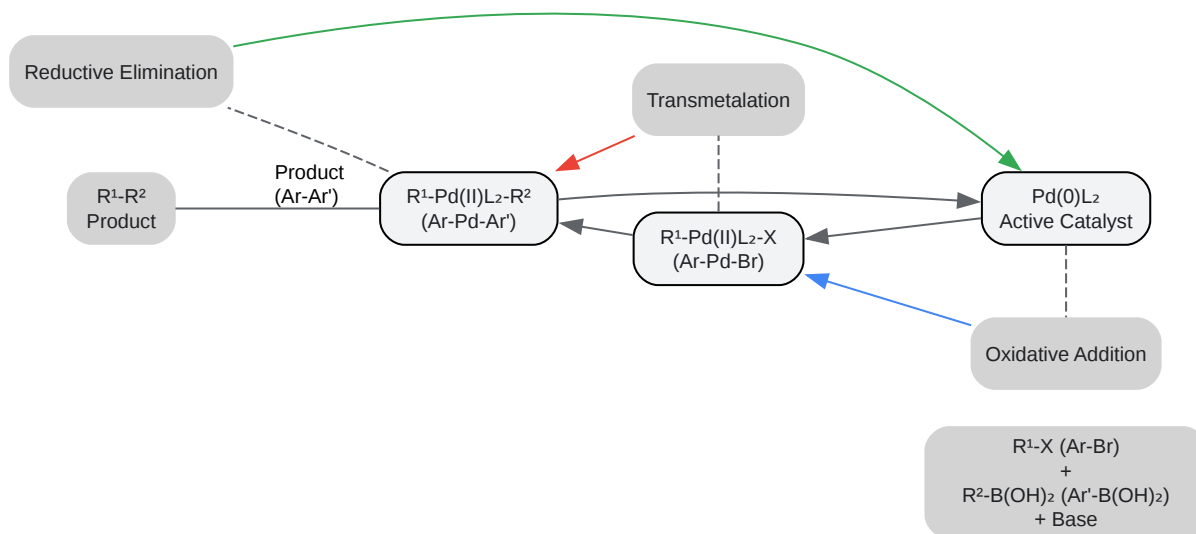 Reductive Elimination
Transmetalation
Product
(Ar-Ar')
R¹-R²
Product
R¹-Pd(II)L₂-R²
(Ar-Pd-Ar')
R¹-Pd(II)L₂-X
(Ar-Pd-Br)
Pd(0)L₂
Active Catalyst
Oxidative Addition
R¹-X (Ar-Br)
+
R²-B(OH)₂ (Ar'-B(OH)₂)
+ Base